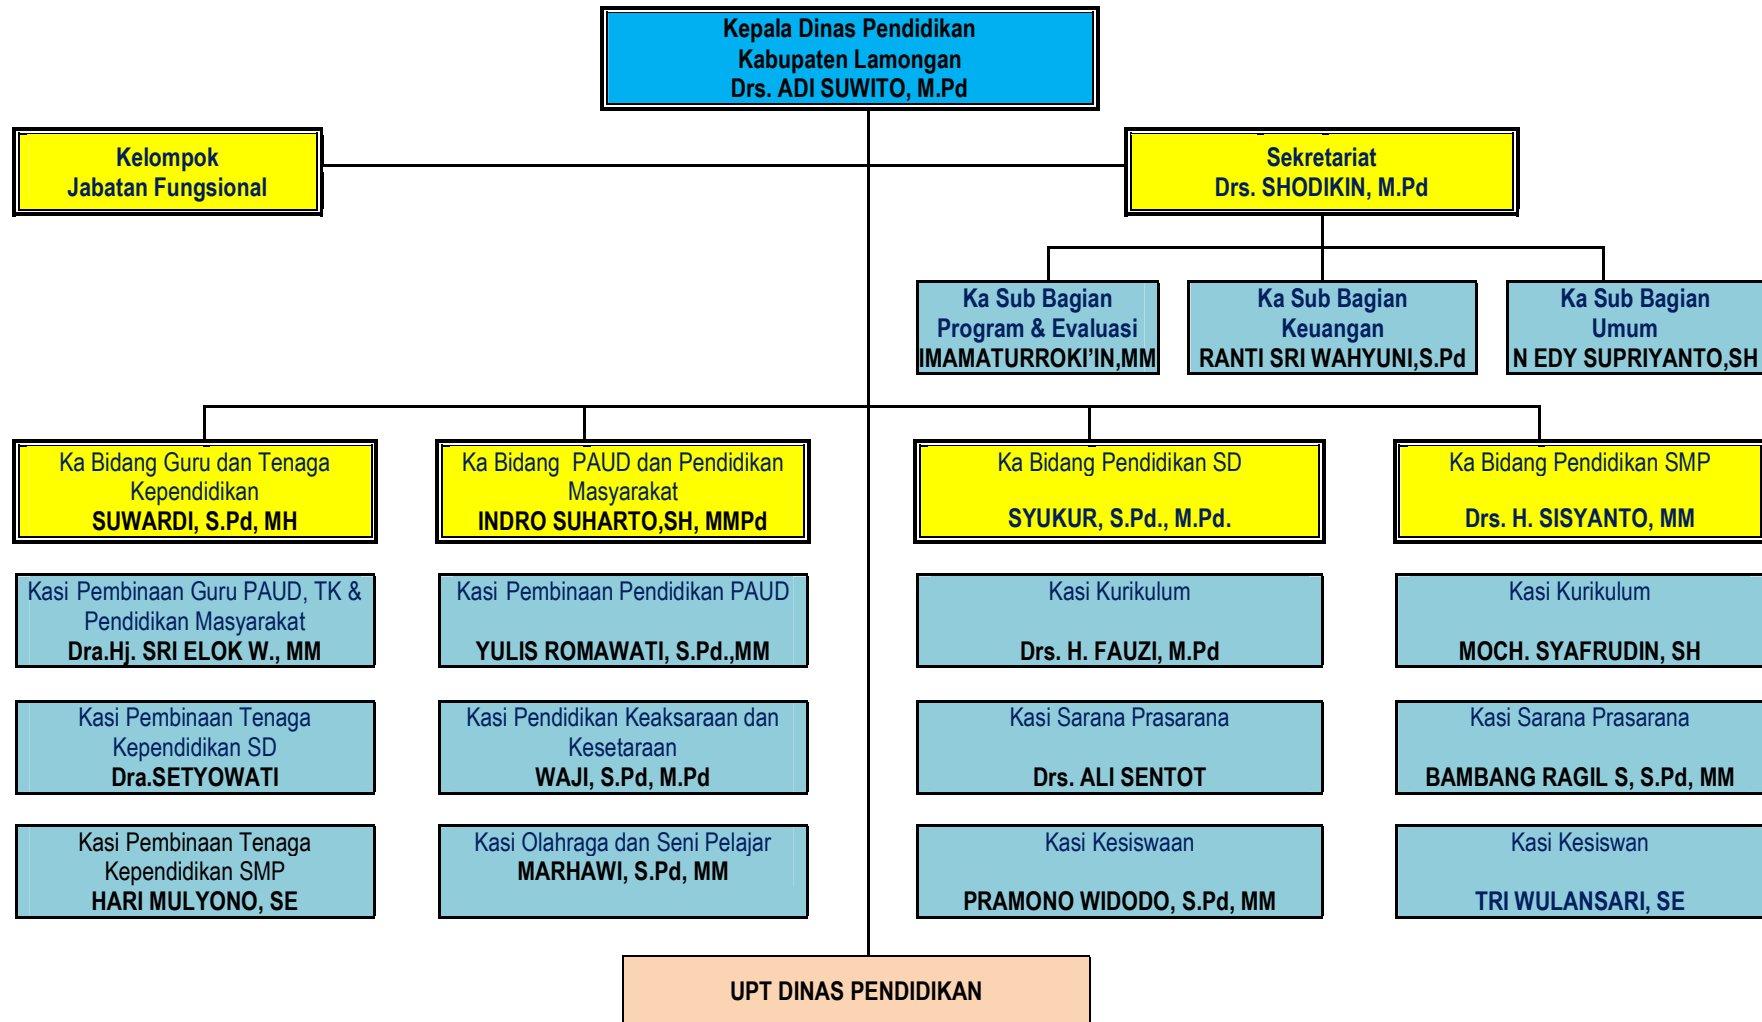 Kepala Dinas Pendidikan
Kabupaten Lamongan
Drs. ADI SUWITO, M.Pd
Kelompok
Jabatan Fungsional
Sekretariat
Drs. SHODIKIN, M.Pd
Ka Sub Bagian
Program & Evaluasi
IMAMATURROKI'IN,MM
Ka Sub Bagian
Keuangan
RANTI SRI WAHYUNI,S.Pd
Ka Sub Bagian
Umum
N EDY SUPRIYANTO,SH
Ka Bidang Guru dan Tenaga
Kependidikan
SUWARDI, S.Pd, MH
Ka Bidang PAUD dan Pendidikan
Masyarakat
INDRO SUHARTO,SH, MMPd
Ka Bidang Pendidikan SD
SYUKUR, S.Pd., M.Pd.
Ka Bidang Pendidikan SMP
Drs. H. SISYANTO, MM
Kasi Pembinaan Guru PAUD, TK &
Pendidikan Masyarakat
Dra.Hj. SRI ELOK W., MM
Kasi Pembinaan Pendidikan PAUD
YULIS ROMAWATI, S.Pd.,MM
Kasi Kurikulum
Drs. H. FAUZI, M.Pd
Kasi Kurikulum
MOCH. SYAFRUDIN, SH
Kasi Pembinaan Tenaga
Kependidikan SD
Dra.SETYOWATI
Kasi Pendidikan Keaksaraan dan
Kesetaraan
WAJI, S.Pd, M.Pd
Kasi Sarana Prasarana
Drs. ALI SENTOT
Kasi Sarana Prasarana
BAMBANG RAGIL S, S.Pd, MM
Kasi Pembinaan Tenaga
Kependidikan SMP
HARI MULYONO, SE
Kasi Olahraga dan Seni Pelajar
MARHAWI, S.Pd, MM
Kasi Kesiswaan
PRAMONO WIDODO, S.Pd, MM
Kasi Kesiswan
TRI WULANSARI, SE
UPT DINAS PENDIDIKAN